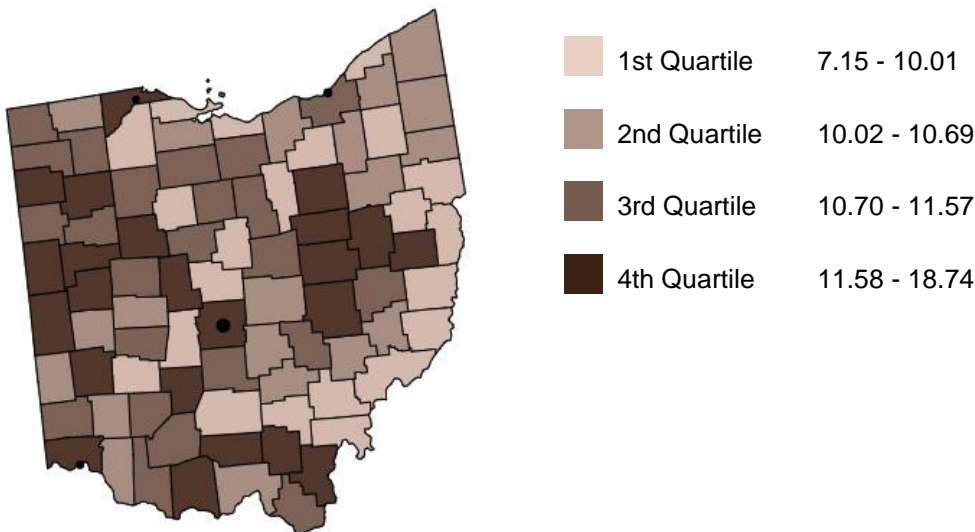 1st Quartile 7.15 - 10.01
2nd Quartile 10.02 - 10.69
3rd Quartile 10.70 - 11.57
4th Quartile 11.58 - 18.74